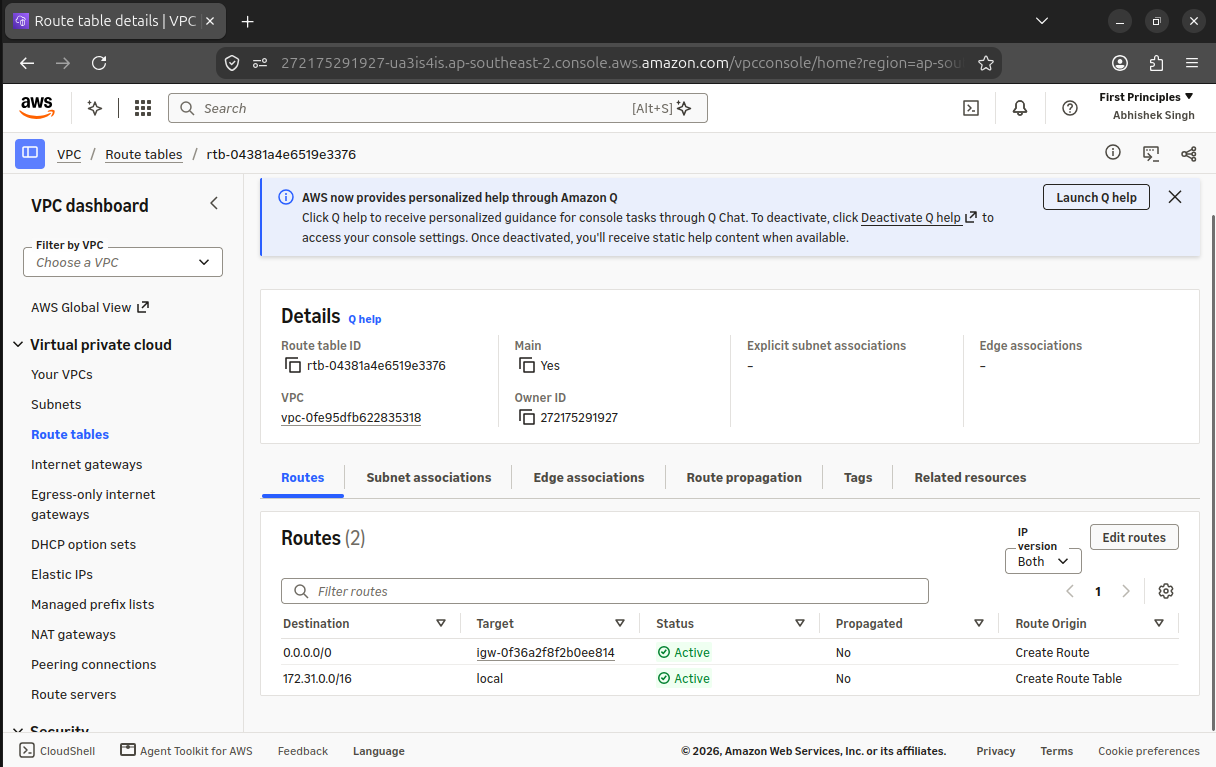 Route table details | VPC
272175291927-ua3is4is.ap-southeast-2.console.aws.amazon.com/vpcconsole/home?region=ap-sou
aws
Search
[Alt+S]
First Principles
Abhishek Singh
VPC / Route tables / rtb-04381a4e6519e3376
VPC dashboard
Filter by VPC
Choose a VPC
AWS Global View
Virtual private cloud
Your VPCs
Subnets
Route tables
Internet gateways
Egress-only internet
gateways
DHCP option sets
Elastic IPs
Managed prefix lists
NAT gateways
Peering connections
Route servers
Security
AWS now provides personalized help through Amazon Q
Click Q help to receive personalized guidance for console tasks through Q Chat. To deactivate, click Deactivate Q help to
access your console settings. Once deactivated, you'll receive static help content when available.
Launch Q help
Details Q help
Route table ID
rtb-04381a4e6519e3376
Main
Yes
Explicit subnet associations
–
Edge associations
–
VPC
vpc-0fe95dfb622835318
Owner ID
272175291927
Routes Subnet associations Edge associations Route propagation Tags Related resources
Routes (2)
IP
version
Both
Edit routes
Filter routes
1
Destination Target Status Propagated Route Origin
0.0.0.0/0 igw-0f36a2f8f2b0ee814 Active No Create Route
172.31.0.0/16 local Active No Create Route Table
CloudShell Agent Toolkit for AWS Feedback Language © 2026, Amazon Web Services, Inc. or its affiliates. Privacy Terms Cookie preferences